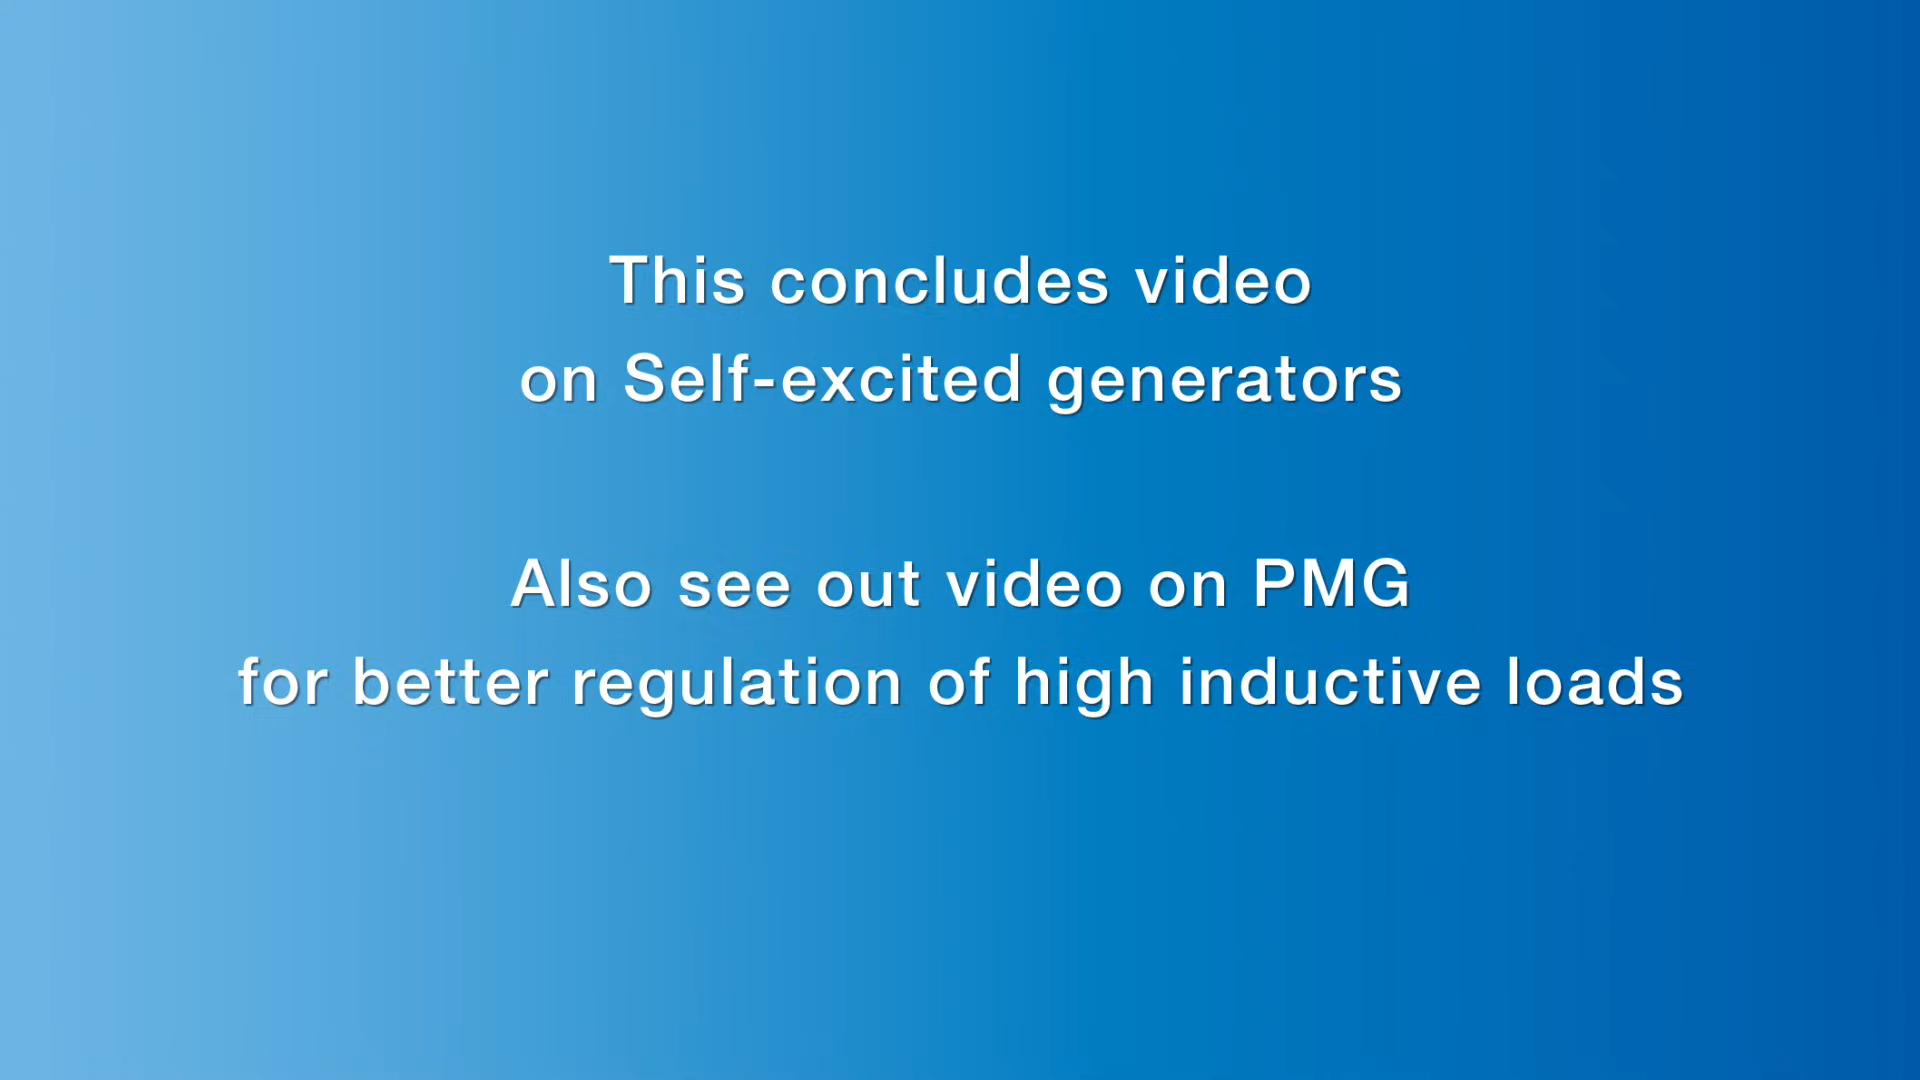 This concludes video
on Self-excited generators
Also see out video on PMG
for better regulation of high inductive loads